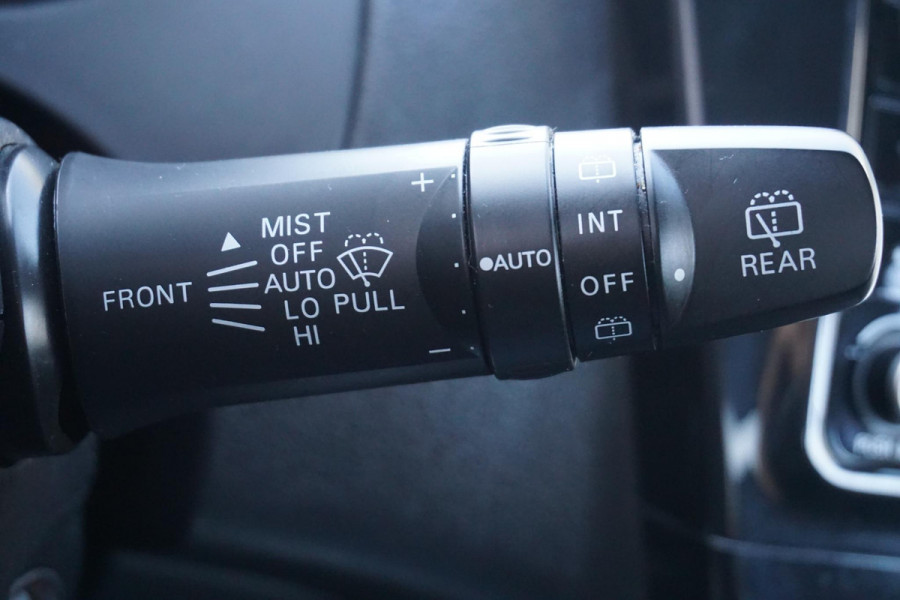 FRONT
MIST
OFF
AUTO
LO PULL
HI
+
−
AUTO
INT
OFF
REAR